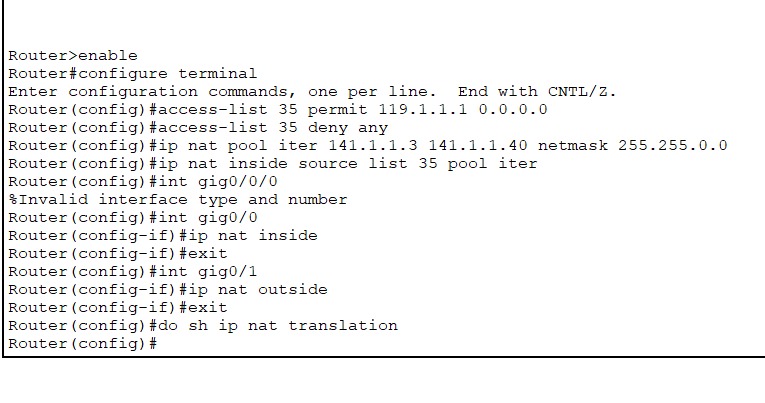 Router>enable
Router#configure terminal
Enter configuration commands, one per line.  End with CNTL/Z.
Router(config)#access-list 35 permit 119.1.1.1 0.0.0.0
Router(config)#access-list 35 deny any
Router(config)#ip nat pool iter 141.1.1.3 141.1.1.40 netmask 255.255.0.0
Router(config)#ip nat inside source list 35 pool iter
Router(config)#int gig0/0/0
%Invalid interface type and number
Router(config)#int gig0/0
Router(config-if)#ip nat inside
Router(config-if)#exit
Router(config)#int gig0/1
Router(config-if)#ip nat outside
Router(config-if)#exit
Router(config)#do sh ip nat translation
Router(config)#